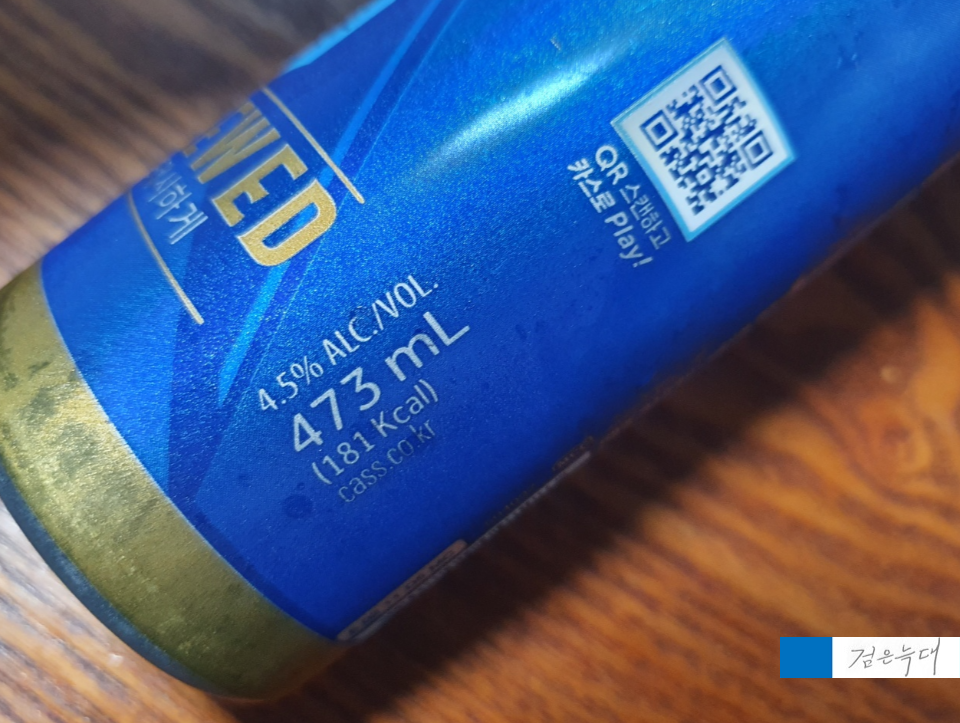 EWED
하게
4.5% ALC./VOL.
473 mL
(181 Kcal)
cass.co.kr
QR 스캔하고
카스로 Play!
검은늑대